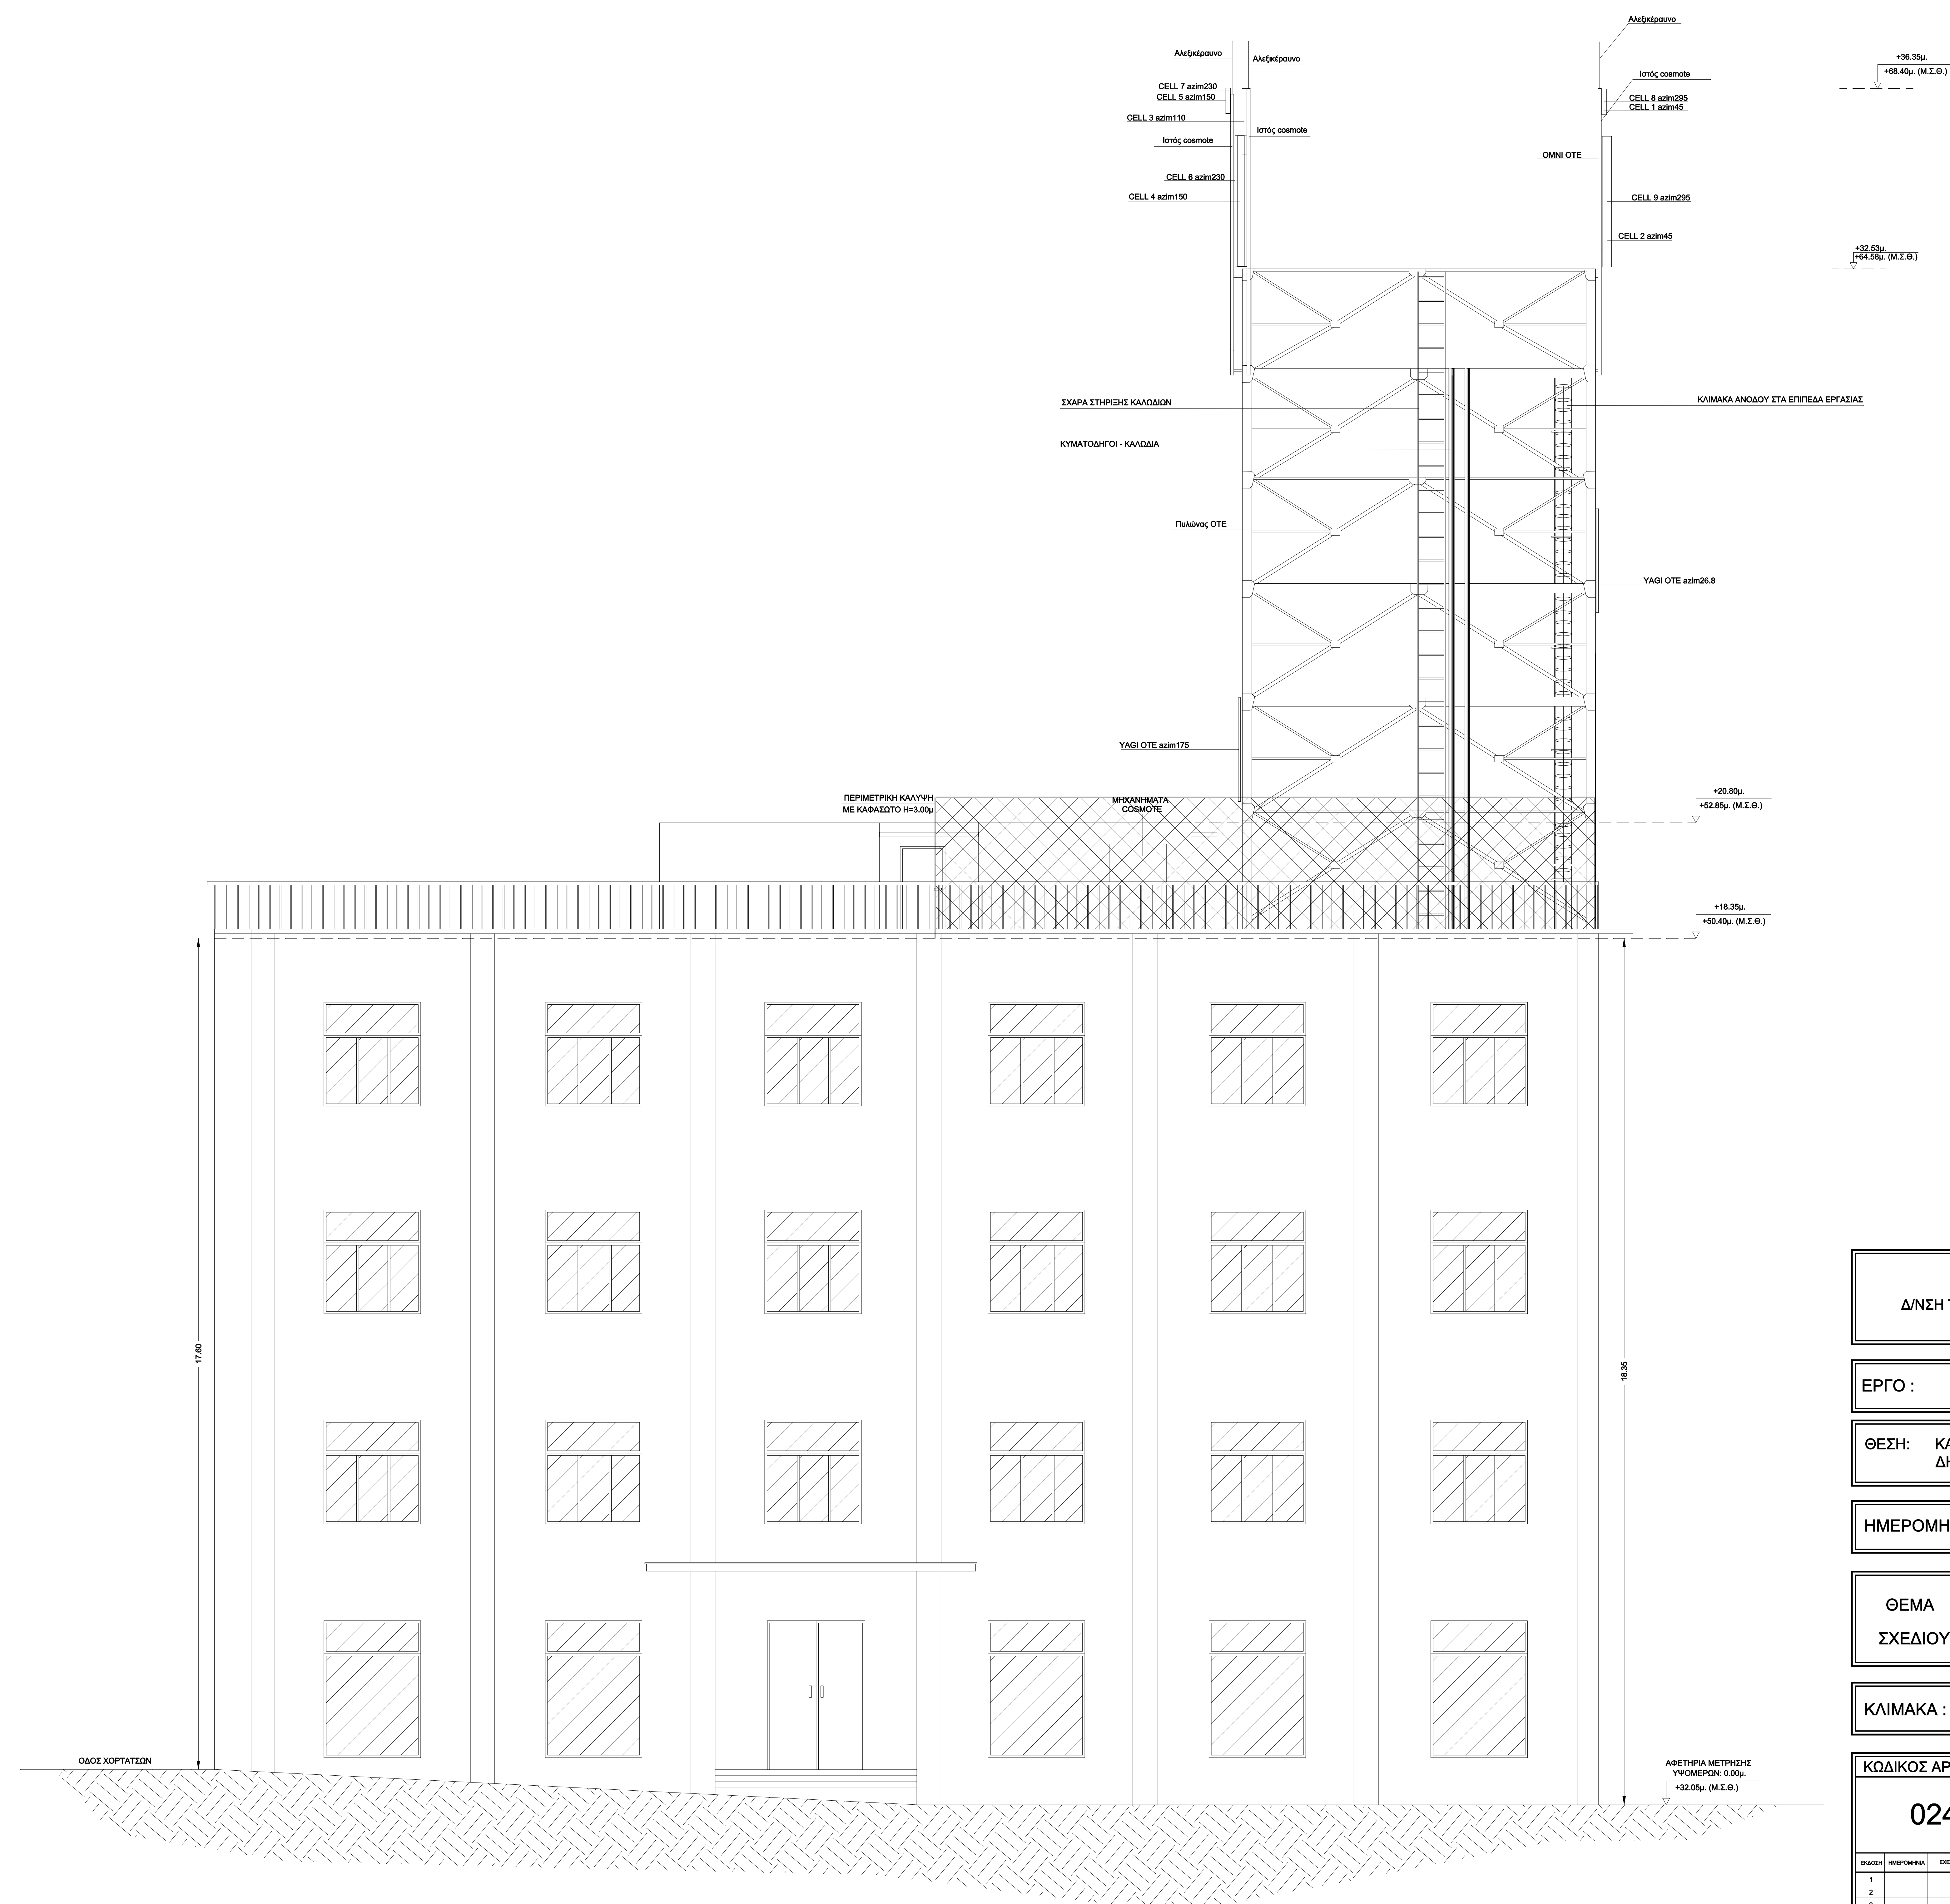 Αλεξικέραυνο
Αλεξικέραυνο
Αλεξικέραυνο
+36.35μ.
+68.40μ. (Μ.Σ.Θ.)
Ιστός cosmote
CELL 7 azim230
CELL 5 azim150
CELL 8 azim295
CELL 1 azim45
CELL 3 azim110
Ιστός cosmote
Ιστός cosmote
OMNI OTE
CELL 6 azim230
CELL 4 azim150
CELL 9 azim295
CELL 2 azim45
+32.53μ.
+64.58μ. (Μ.Σ.Θ.)
ΣΧΑΡΑ ΣΤΗΡΙΞΗΣ ΚΑΛΩΔΙΩΝ
ΚΛΙΜΑΚΑ ΑΝΟΔΟΥ ΣΤΑ ΕΠΙΠΕΔΑ ΕΡΓΑΣΙΑΣ
ΚΥΜΑΤΟΔΗΓΟΙ - ΚΑΛΩΔΙΑ
Πυλώνας ΟΤΕ
YAGI OTE azim26.8
YAGI OTE azim175
ΠΕΡΙΜΕΤΡΙΚΗ ΚΑΛΥΨΗ
ΜΕ ΚΑΦΑΣΩΤΟ Η=3.00μ
ΜΗΧΑΝΗΜΑΤΑ
COSMOTE
+20.80μ.
+52.85μ. (Μ.Σ.Θ.)
+18.35μ.
+50.40μ. (Μ.Σ.Θ.)
17.60
18.35
ΟΔΟΣ ΧΟΡΤΑΤΣΩΝ
ΑΦΕΤΗΡΙΑ ΜΕΤΡΗΣΗΣ
ΥΨΟΜΕΡΩΝ: 0.00μ.
+32.05μ. (Μ.Σ.Θ.)
Δ/ΝΣΗ
ΕΡΓΟ :
ΘΕΣΗ: ΚΑ
ΔΗ
ΗΜΕΡΟΜΗ
ΘΕΜΑ
ΣΧΕΔΙΟΥ
ΚΛΙΜΑΚΑ :
ΚΩΔΙΚΟΣ ΑΡ
024
ΕΚΔΟΣΗ ΗΜΕΡΟΜΗΝΙΑ ΣΧΕ
1
2